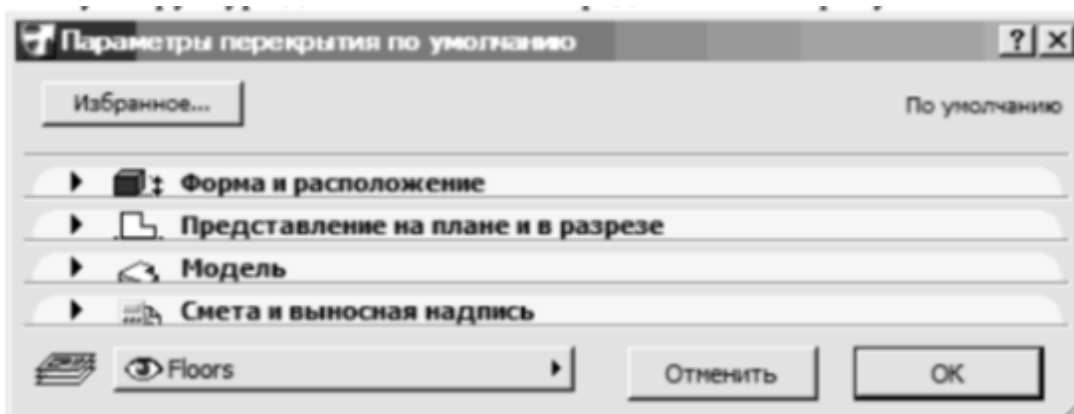 Параметры перекрытия по умолчанию
Избранное...
По умолчанию
Форма и расположение
Представление на плане и в разрезе
Модель
Смета и выносная надпись
Floors
Отменить
OK